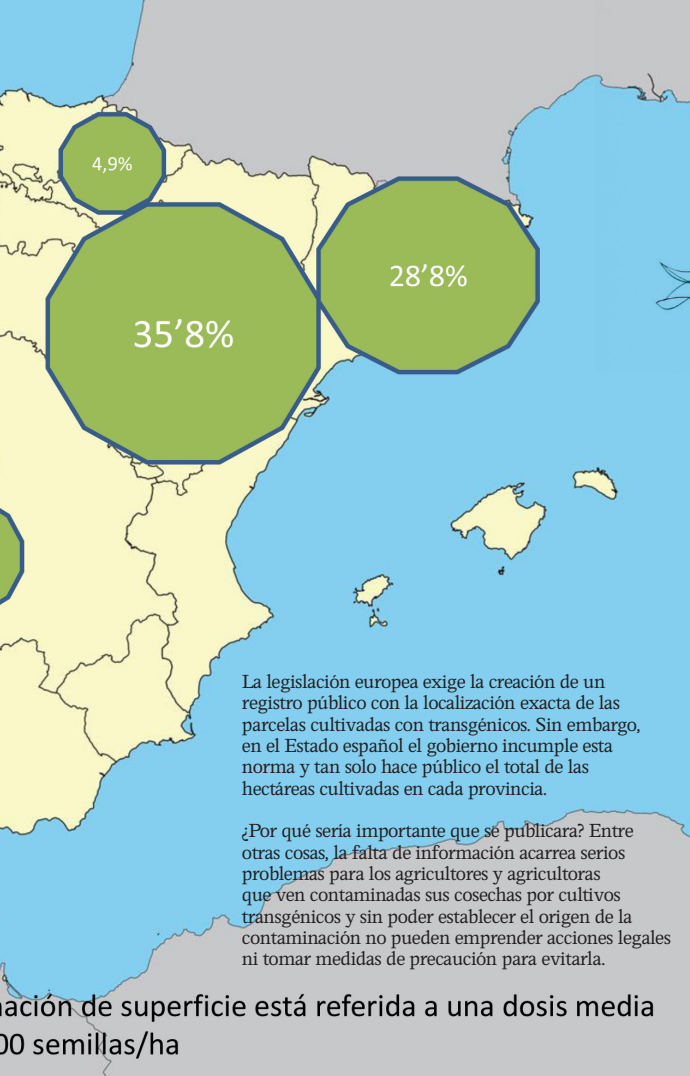 4,9%
28’8%
35’8%
La legislación europea exige la creación de un
registro público con la localización exacta de las
parcelas cultivadas con transgénicos. Sin embargo,
en el Estado español el gobierno incumple esta
norma y tan solo hace público el total de las
hectáreas cultivadas en cada provincia.
¿Por qué sería importante que se publicara? Entre
otras cosas, la falta de información acarrea serios
problemas para los agricultores y agricultoras
que ven contaminadas sus cosechas por cultivos
transgénicos y sin poder establecer el origen de la
contaminación no pueden emprender acciones legales
ni tomar medidas de precaución para evitarla.
nación de superficie está referida a una dosis media
00 semillas/ha